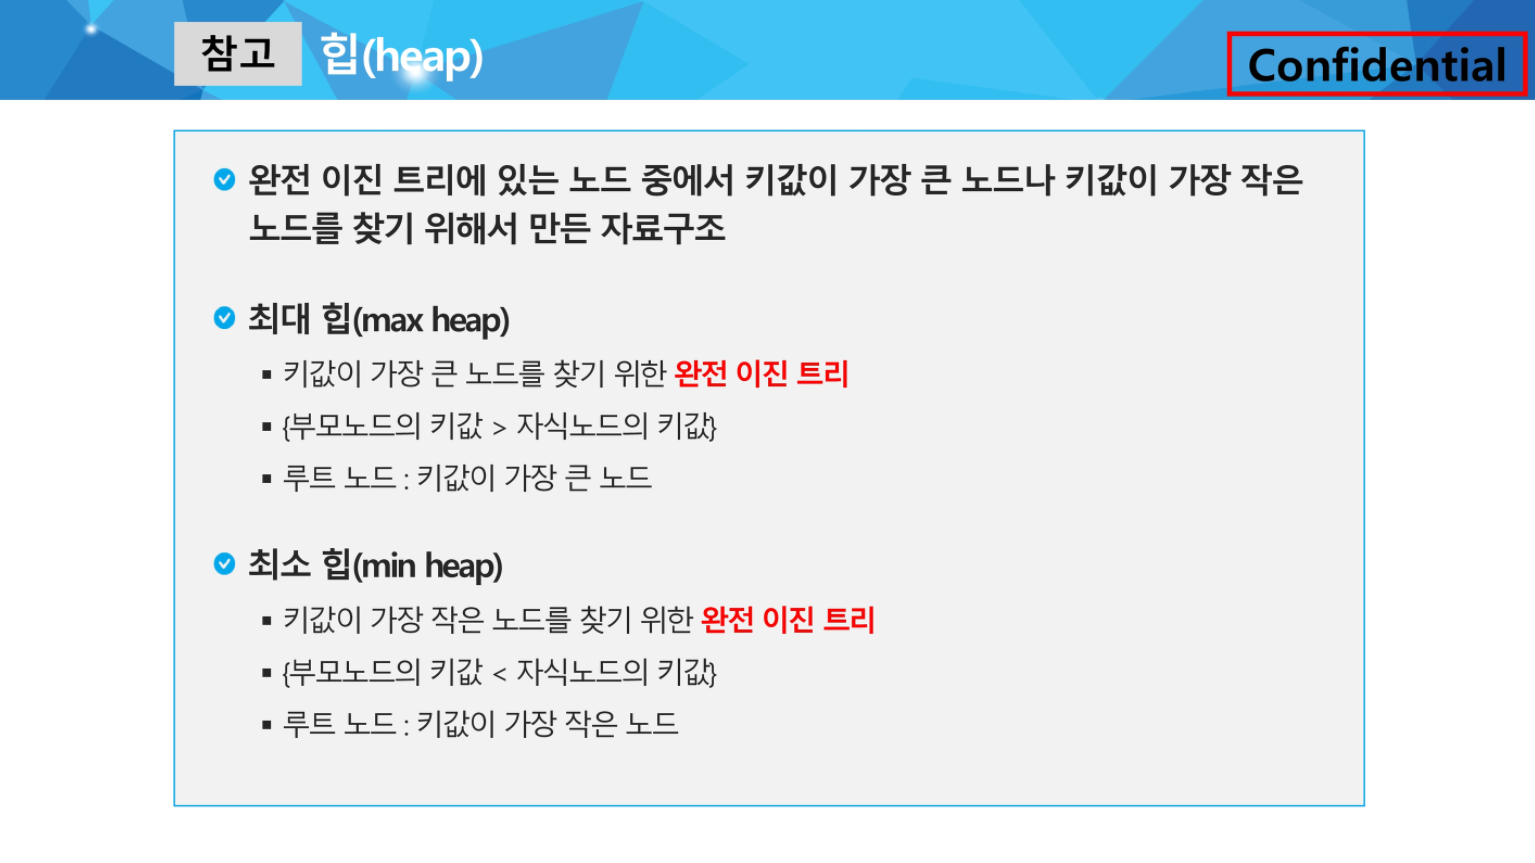 참고 힙(heap)
Confidential
완전 이진 트리에 있는 노드 중에서 키값이 가장 큰 노드나 키값이 가장 작은
노드를 찾기 위해서 만든 자료구조
최대 힙(max heap)
▪ 키값이 가장 큰 노드를 찾기 위한 완전 이진 트리
▪ {부모노드의 키값 > 자식노드의 키값}
▪ 루트 노드 : 키값이 가장 큰 노드
최소 힙(min heap)
▪ 키값이 가장 작은 노드를 찾기 위한 완전 이진 트리
▪ {부모노드의 키값 < 자식노드의 키값}
▪ 루트 노드 : 키값이 가장 작은 노드